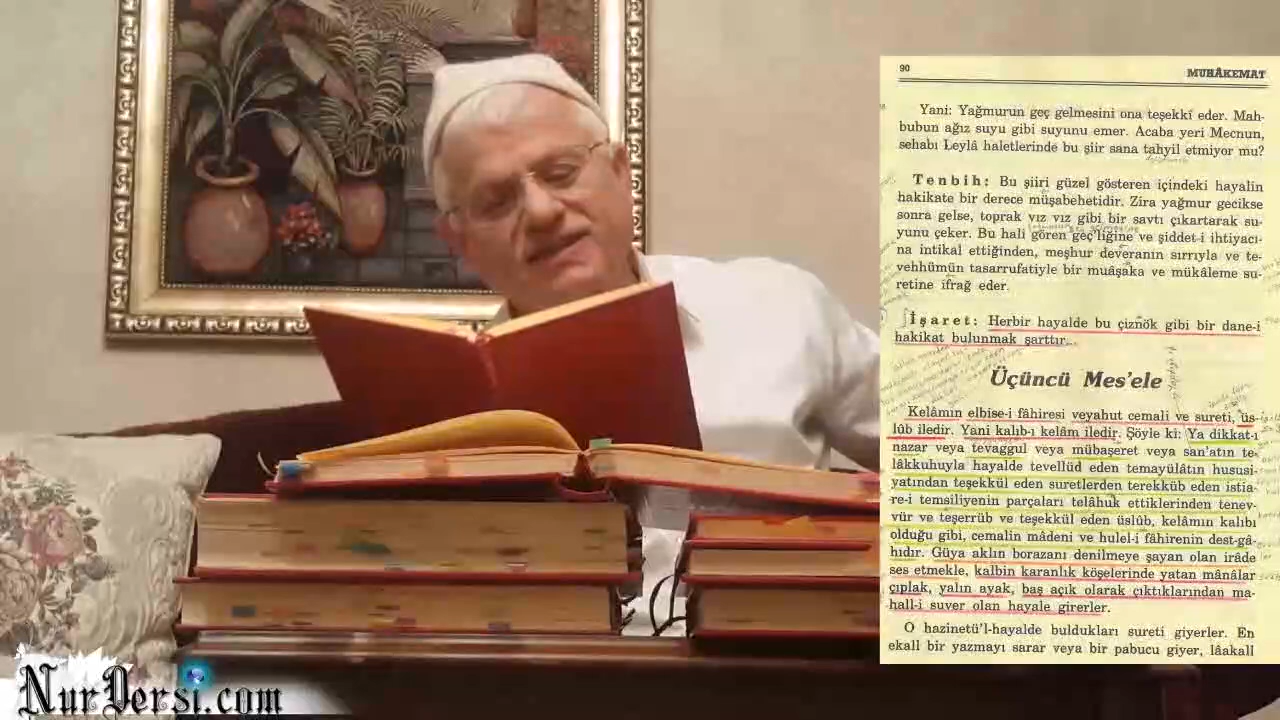 90
MUHÂKEMAT
Yani: Yağmurun geç gelmesini ona teşekkî eder. Mah-
bubun ağız suyu gibi suyunu emer. Acaba yeri Mecnun,
sehabı Leylâ haletlerinde bu şiir sana tahyil etmiyor mu?
Tenbih: Bu şiiri güzel gösteren içindeki hayalin
hakikate bir derece müşabehetidir. Zira yağmur gecikse
sonra gelse, toprak vız vız gibi bir savtı çıkartarak su-
yunu çeker. Bu hali gören geç'liğine ve şiddet-i ihtiyacı-
na intikal ettiğinden, meşhur deveranın sırrıyla ve te-
vehhümün tasarrufatiyle bir muâşaka ve mükâleme su-
retine ifrağ eder.
İşaret: Herbir hayalde bu çiznök gibi bir dane-i
hakikat bulunmak şarttır...
Üçüncü Mes'ele
Kelâmın elbise-i fâhiresi veyahut cemali ve sureti, üs-
lûb iledir. Yani kalıb-ı kelâm iledir. Şöyle ki: Ya dikkat-ı
nazar veya tevaggul veya mübaşeret veya san'atın te-
lâkkuhuyla hayalde tevellüd eden temayülâtın hususi-
yatından teşekkül eden suretlerden terekküb eden istia-
re-i temsiliyenin parçaları telâhuk ettiklerinden tenev-
vür ve teşerrüb ve teşekkül eden üslûb, kelâmın kalıbı
olduğu gibi, cemalin mâdeni ve hulel-i fâhirenin dest-gâ-
hıdır. Güya aklın borazanı denilmeye şayan olan irâde
ses etmekle, kalbin karanlık köşelerinde yatan mânâlar
çıplak, yalın ayak, baş açık olarak çıktıklarından ma-
hall-i suver olan hayale girerler.
O hazinetü'l-hayalde buldukları sureti giyerler. En
ekall bir yazmayı sarar veya bir pabucu giyer, lâakall
NurDersi.com